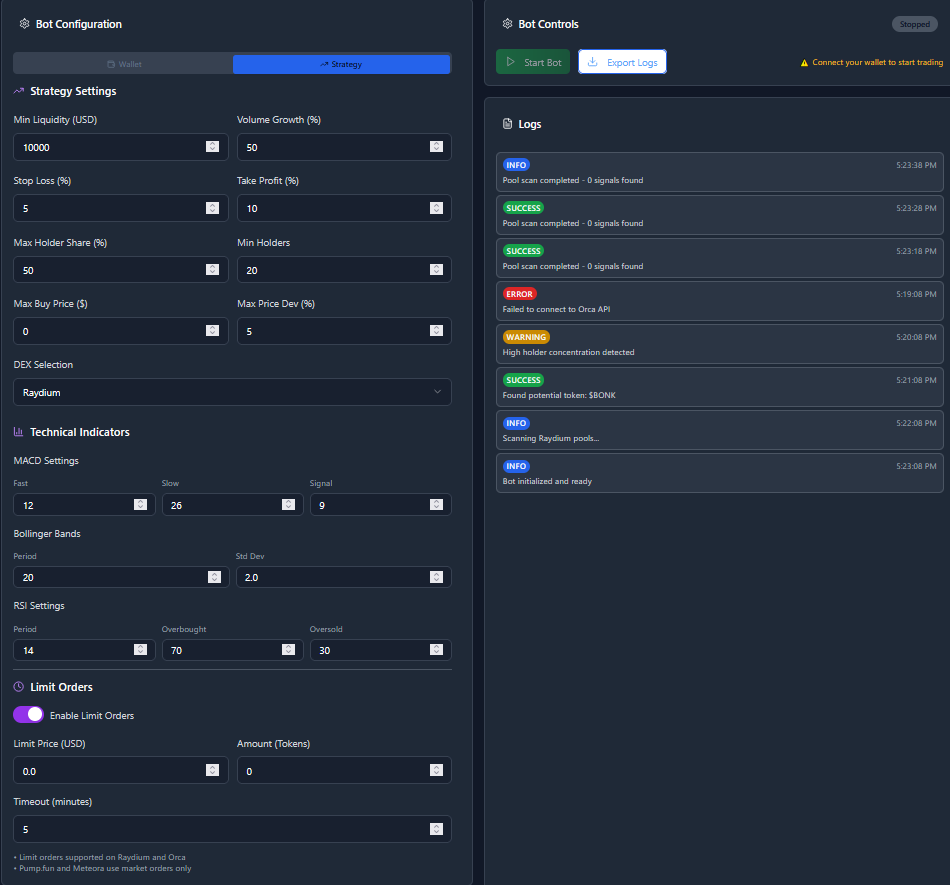 Bot Configuration
Wallet
Strategy
Strategy Settings
Min Liquidity (USD)
Volume Growth (%)
10000
50
Stop Loss (%)
Take Profit (%)
5
10
Max Holder Share (%)
Min Holders
50
20
Max Buy Price ($)
Max Price Dev (%)
0
5
DEX Selection
Raydium
Technical Indicators
MACD Settings
Fast
Slow
Signal
12
26
9
Bollinger Bands
Period
Std Dev
20
2.0
RSI Settings
Period
Overbought
Oversold
14
70
30
Limit Orders
Enable Limit Orders
Limit Price (USD)
Amount (Tokens)
0.0
0
Timeout (minutes)
5
• Limit orders supported on Raydium and Orca
• Pump.fun and Meteora use market orders only
Bot Controls
Stopped
Start Bot
Export Logs
Connect your wallet to start trading
Logs
INFO
5:23:38 PM
Pool scan completed - 0 signals found
SUCCESS
5:23:28 PM
Pool scan completed - 0 signals found
SUCCESS
5:23:18 PM
Pool scan completed - 0 signals found
ERROR
5:19:08 PM
Failed to connect to Orca API
WARNING
5:20:08 PM
High holder concentration detected
SUCCESS
5:21:08 PM
Found potential token: $BONK
INFO
5:22:08 PM
Scanning Raydium pools...
INFO
5:23:08 PM
Bot initialized and ready